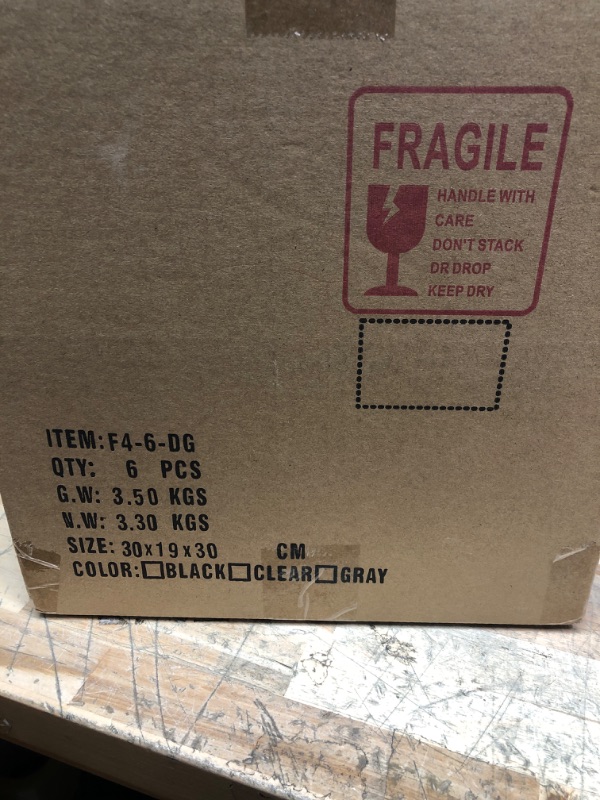 FRAGILE
HANDLE WITH
CARE
DON'T STACK
DR DROP
KEEP DRY
ITEM:F4-6-DG
QTY: 6 PCS
G.W: 3.50 KGS
N.W: 3.30 KGS
SIZE: 30x19x30 CM
COLOR:☐BLACK☐CLEAR☐GRAY